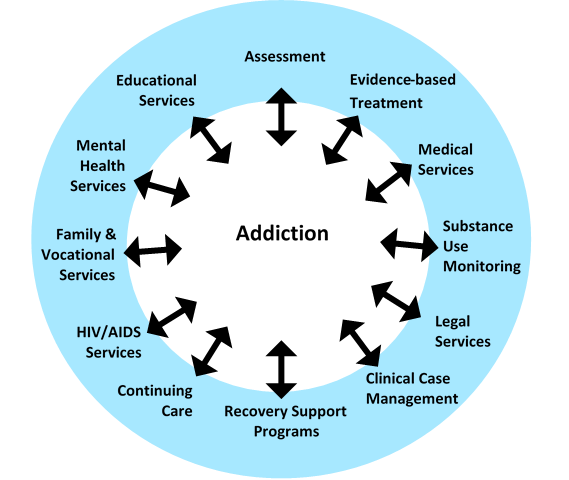 Assessment
Evidence-based
Treatment
Medical
Services
Substance
Use
Monitoring
Legal
Services
Clinical Case
Management
Recovery Support
Programs
Continuing
Care
HIV/AIDS
Services
Family &
Vocational
Services
Mental
Health
Services
Educational
Services
Addiction